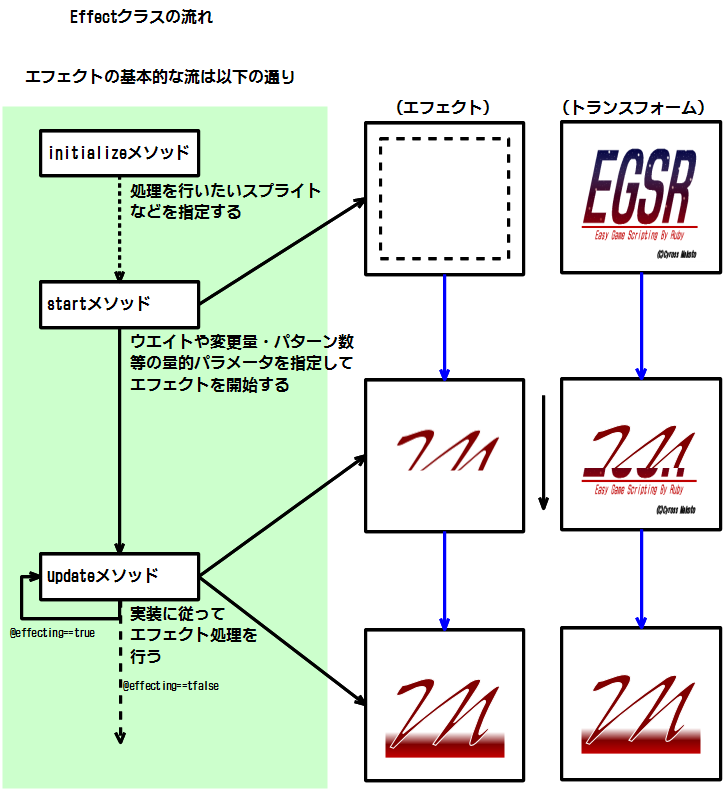 Effectクラスの流れ
エフェクトの基本的な流は以下の通り
（エフェクト）
（トランスフォーム）
initializeメソッド
処理を行いたいスプライト
などを指定する
EGSR
Easy Game Scripting By Ruby
(C)Cyross Makoto
startメソッド
ウエイトや変更量・パターン数
等の量的パラメータを指定して
エフェクトを開始する
Easy Game Scripting By Ruby
(C)Cyross Makoto
updateメソッド
@effecting==true
実装に従って
エフェクト処理を
行う
@effecting==tfalse